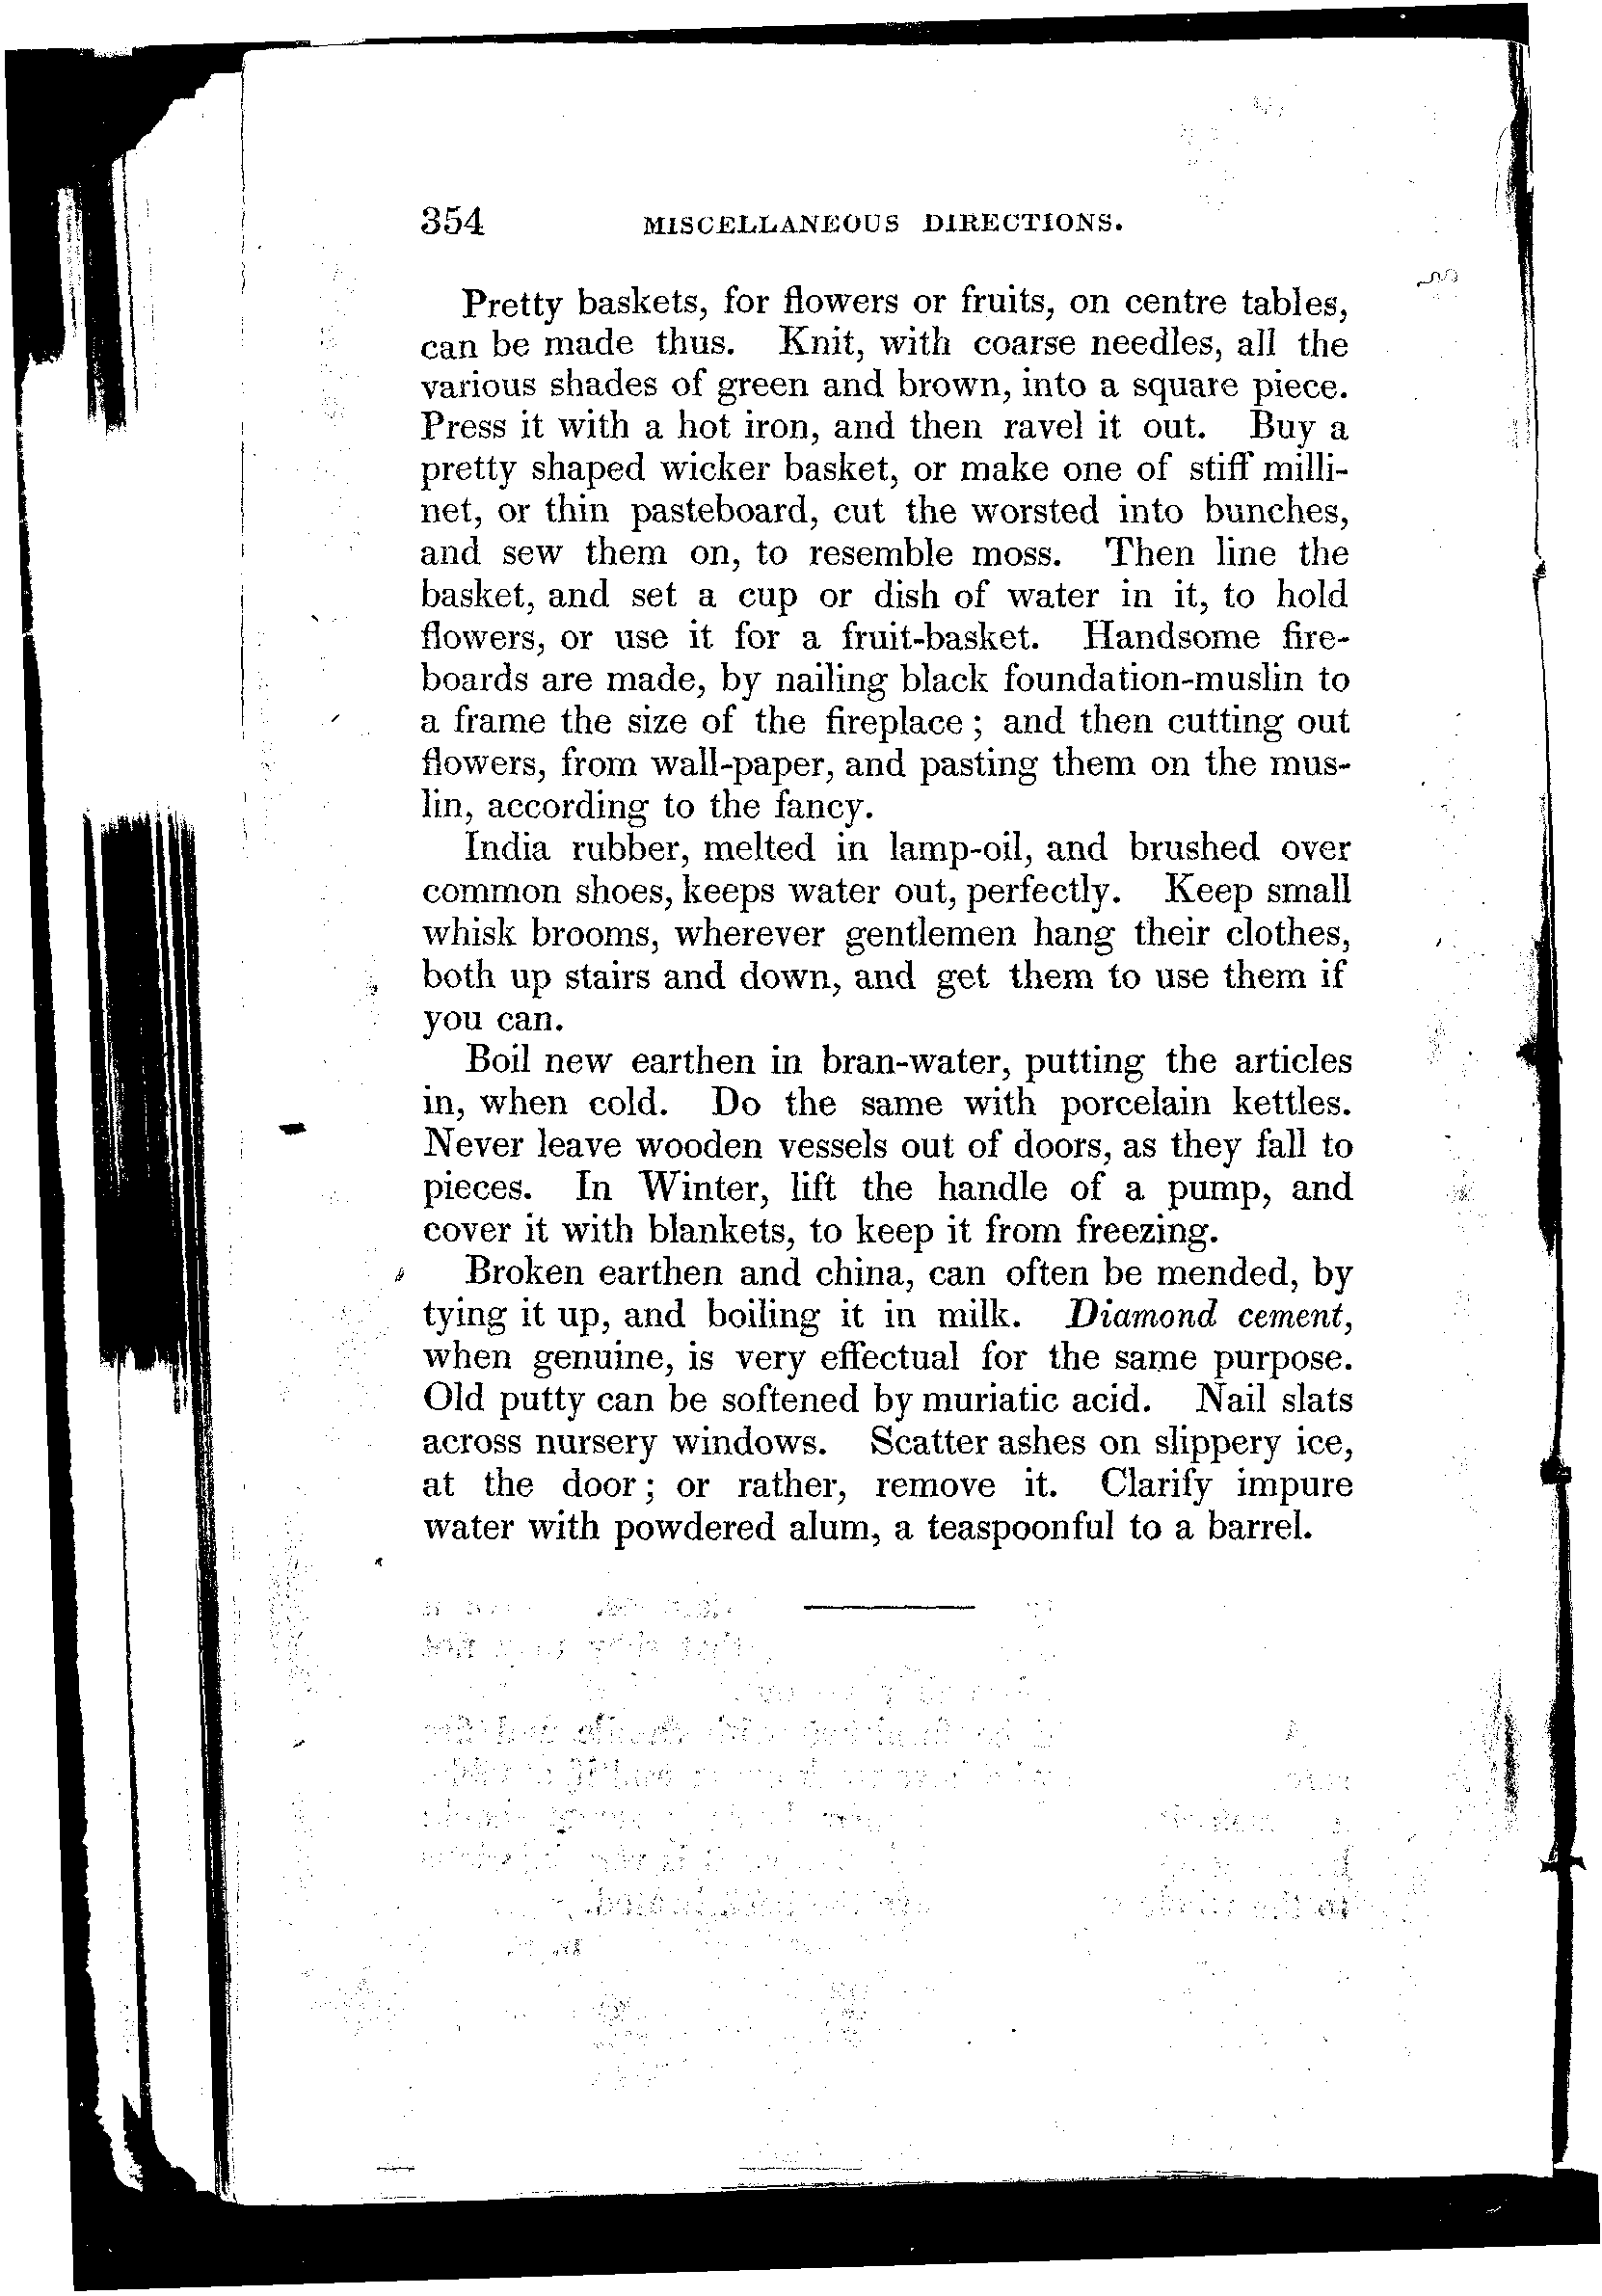 354 MISCELLANEOUS DIRECTIONS.
Pretty baskets, for flowers or fruits, on centre tables,
can be made thus. Knit, with coarse needles, all the
various shades of green and brown, into a square piece.
Press it with a hot iron, and then ravel it out. Buy a
pretty shaped wicker basket, or make one of stiff milli-
net, or thin pasteboard, cut the worsted into bunches,
and sew them on, to resemble moss. Then line the
basket, and set a cup or dish of water in it, to hold
flowers, or use it for a fruit-basket. Handsome fire-
boards are made, by nailing black foundation-muslin to
a frame the size of the fireplace; and then cutting out
flowers, from wall-paper, and pasting them on the mus-
lin, according to the fancy.
India rubber, melted in lamp-oil, and brushed over
common shoes, keeps water out, perfectly. Keep small
whisk brooms, wherever gentlemen hang their clothes,
both up stairs and down, and get them to use them if
you can.
Boil new earthen in bran-water, putting the articles
in, when cold. Do the same with porcelain kettles.
Never leave wooden vessels out of doors, as they fall to
pieces. In Winter, lift the handle of a pump, and
cover it with blankets, to keep it from freezing.
Broken earthen and china, can often be mended, by
tying it up, and boiling it in milk. Diamond cement,
when genuine, is very effectual for the same purpose.
Old putty can be softened by muriatic acid. Nail slats
across nursery windows. Scatter ashes on slippery ice,
at the door; or rather, remove it. Clarify impure
water with powdered alum, a teaspoonful to a barrel.